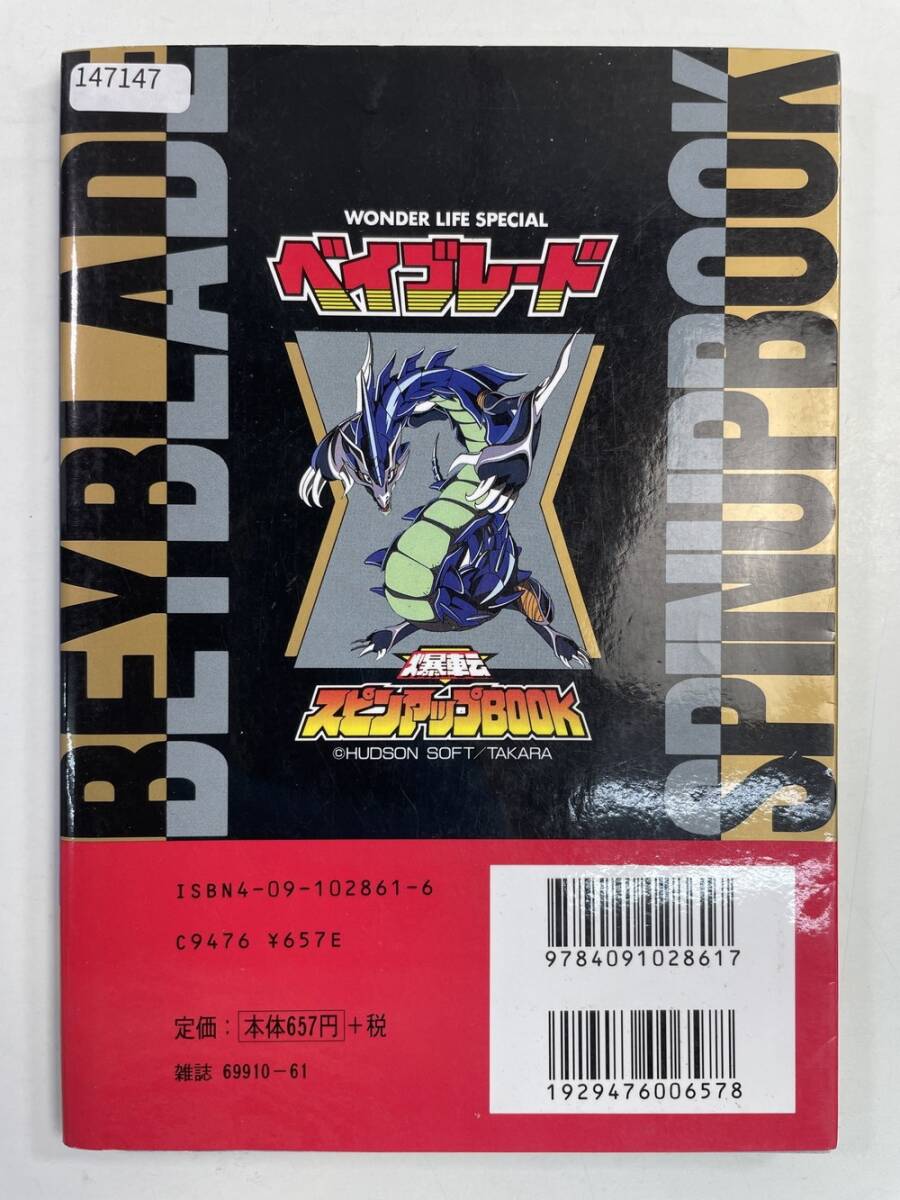 147147
BEYBLADE
BEYBLADE
WONDER LIFE SPECIAL
ベイブレード
爆転
スピンアップBOOK
©HUDSON SOFT/TAKARA
SPINUPBOOK
SPINUPBOOK
ISBN4-09-102861-6
C9476 ¥657E
定価:本体657円+税
雑誌 69910-61
9784091028617
1929476006578